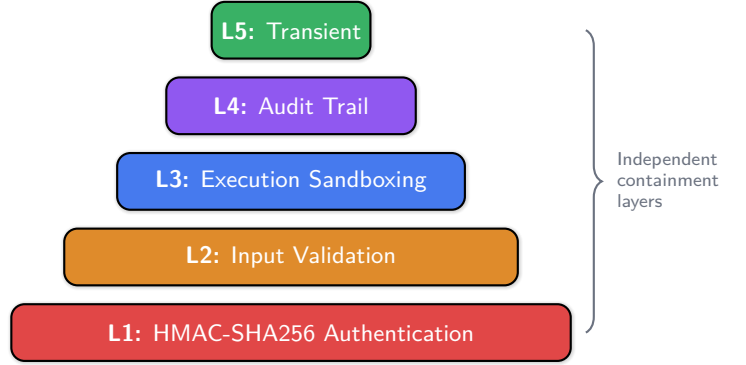 L5: Transient
L4: Audit Trail
L3: Execution Sandboxing
L2: Input Validation
L1: HMAC-SHA256 Authentication
Independent
containment
layers